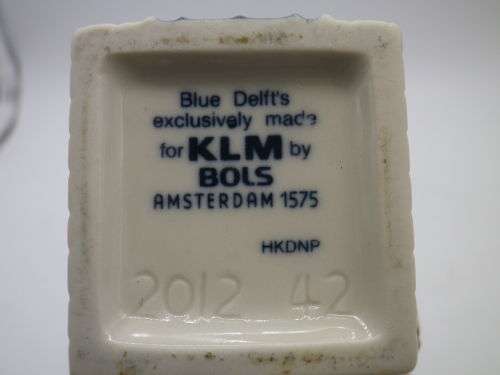 Blue Delft's
exclusively made
for KLM by
BOLS
AMSTERDAM 1575
HKDNP
2012 42